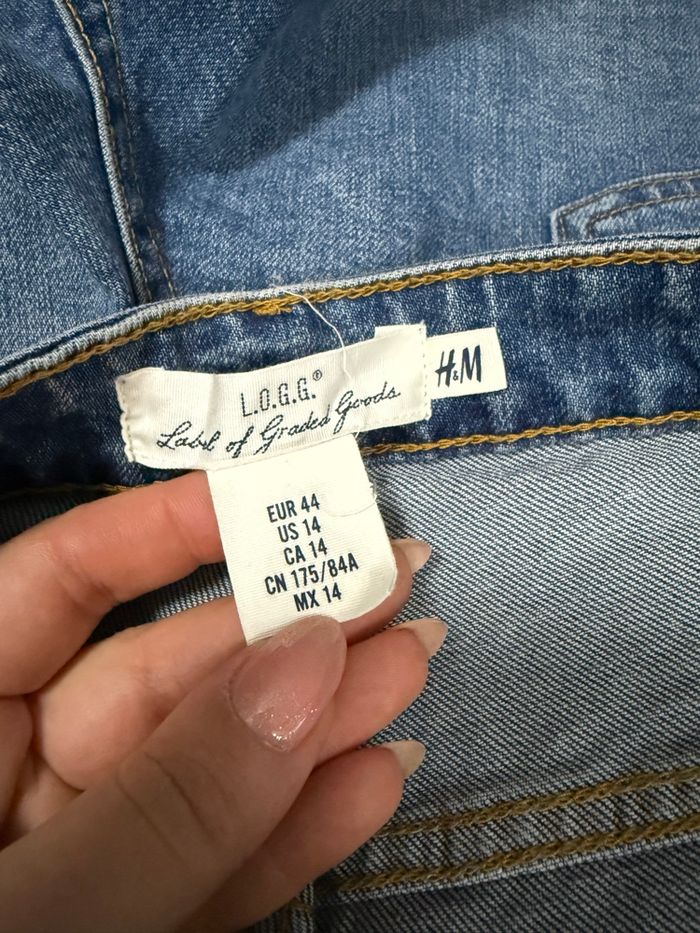 L.O.G.G.®
Label of Graded Goods
H&M
EUR 44
US 14
CA 14
CN 175/84A
MX 14